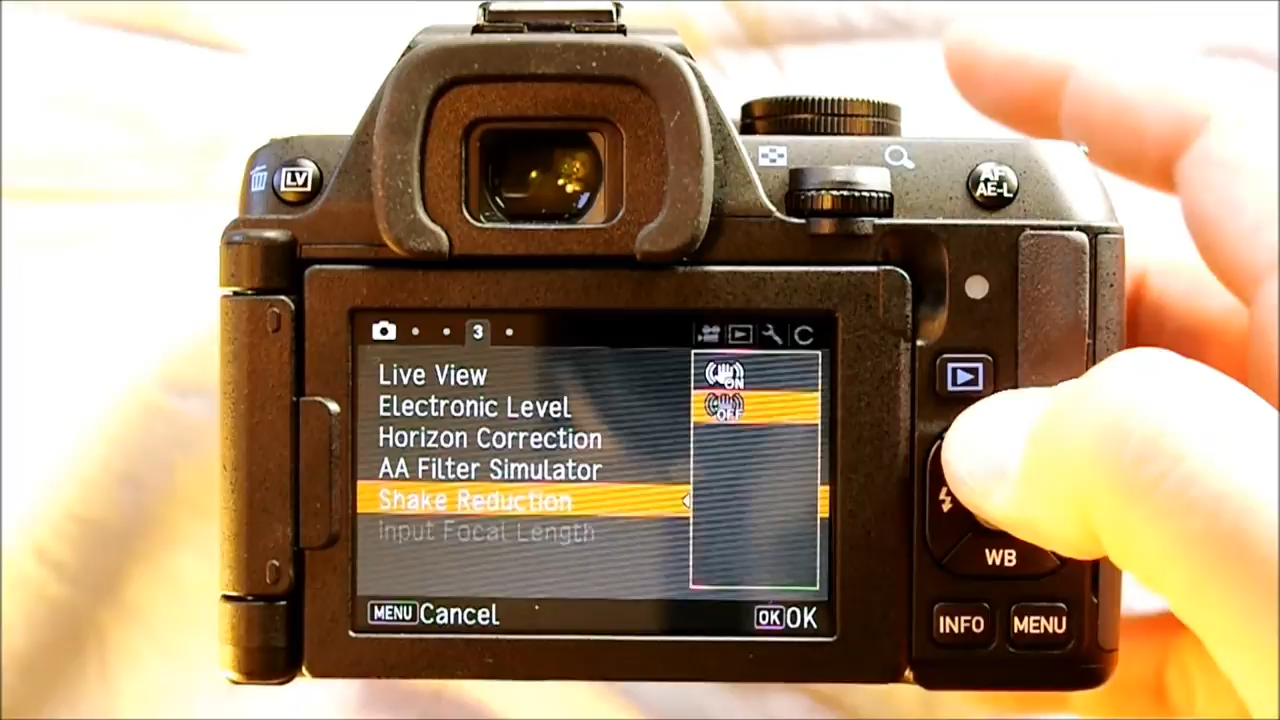 LV
AF
AE-L
3
Live View
ON
Electronic Level
OFF
Horizon Correction
AA Filter Simulator
Shake Reduction
Input Focal Length
MENU Cancel
OK OK
WB
INFO
MENU